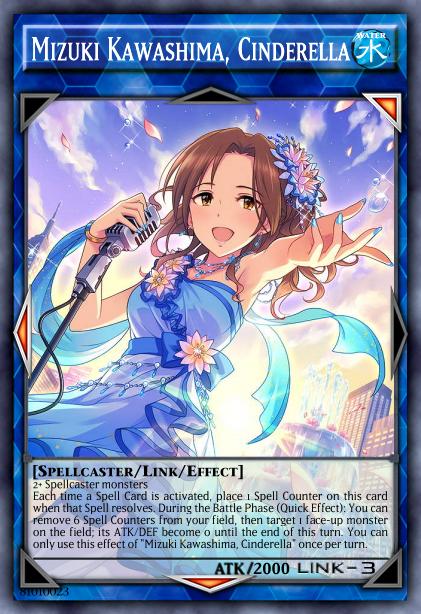 Mizuki Kawashima, Cinderella
WATER
水
[Spellcaster/Link/Effect]
2+ Spellcaster monsters
Each time a Spell Card is activated, place 1 Spell Counter on this card
when that Spell resolves. During the Battle Phase (Quick Effect): You can
remove 6 Spell Counters from your field, then target 1 face-up monster
on the field; its ATK/DEF become 0 until the end of this turn. You can
only use this effect of "Mizuki Kawashima, Cinderella" once per turn.
ATK/2000 LINK-3
81010023